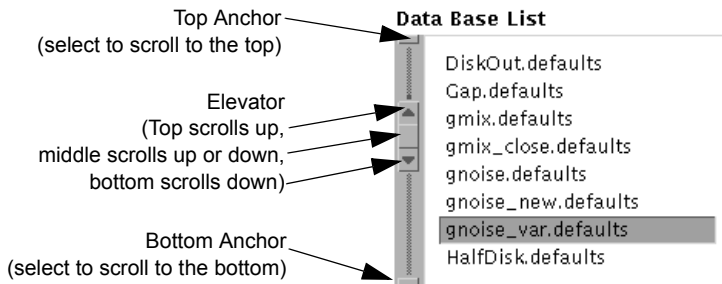 Top Anchor
(select to scroll to the top)
Elevator
(Top scrolls up,
middle scrolls up or down,
bottom scrolls down)
Bottom Anchor
(select to scroll to the bottom)
Data Base List
DiskOut.defaults
Gap.defaults
gmix.defaults
gmix_close.defaults
gnoise.defaults
gnoise_new.defaults
gnoise_var.defaults
HalfDisk.defaults